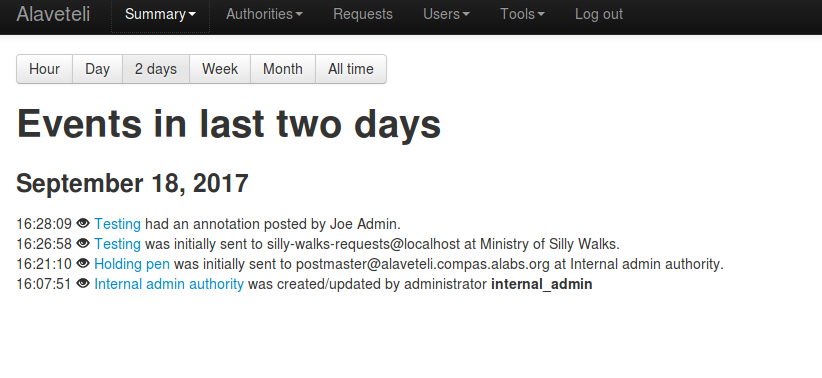 Alaveteli Summary Authorities Requests Users Tools Log out
Hour Day 2 days Week Month All time
Events in last two days
September 18, 2017
16:28:09 Testing had an annotation posted by Joe Admin.
16:26:58 Testing was initially sent to silly-walks-requests@localhost at Ministry of Silly Walks.
16:21:10 Holding pen was initially sent to postmaster@alaveteli.compas.alabs.org at Internal admin authority.
16:07:51 Internal admin authority was created/updated by administrator internal_admin